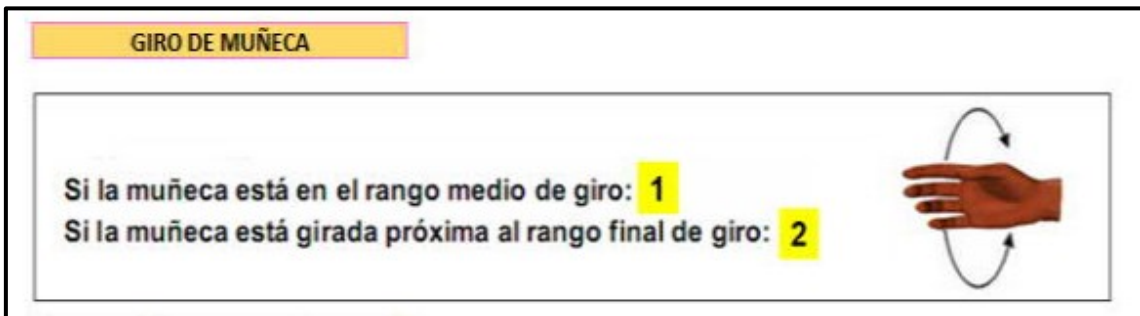 GIRO DE MUÑECA
Si la muñeca está en el rango medio de giro: 1
Si la muñeca está girada próxima al rango final de giro: 2